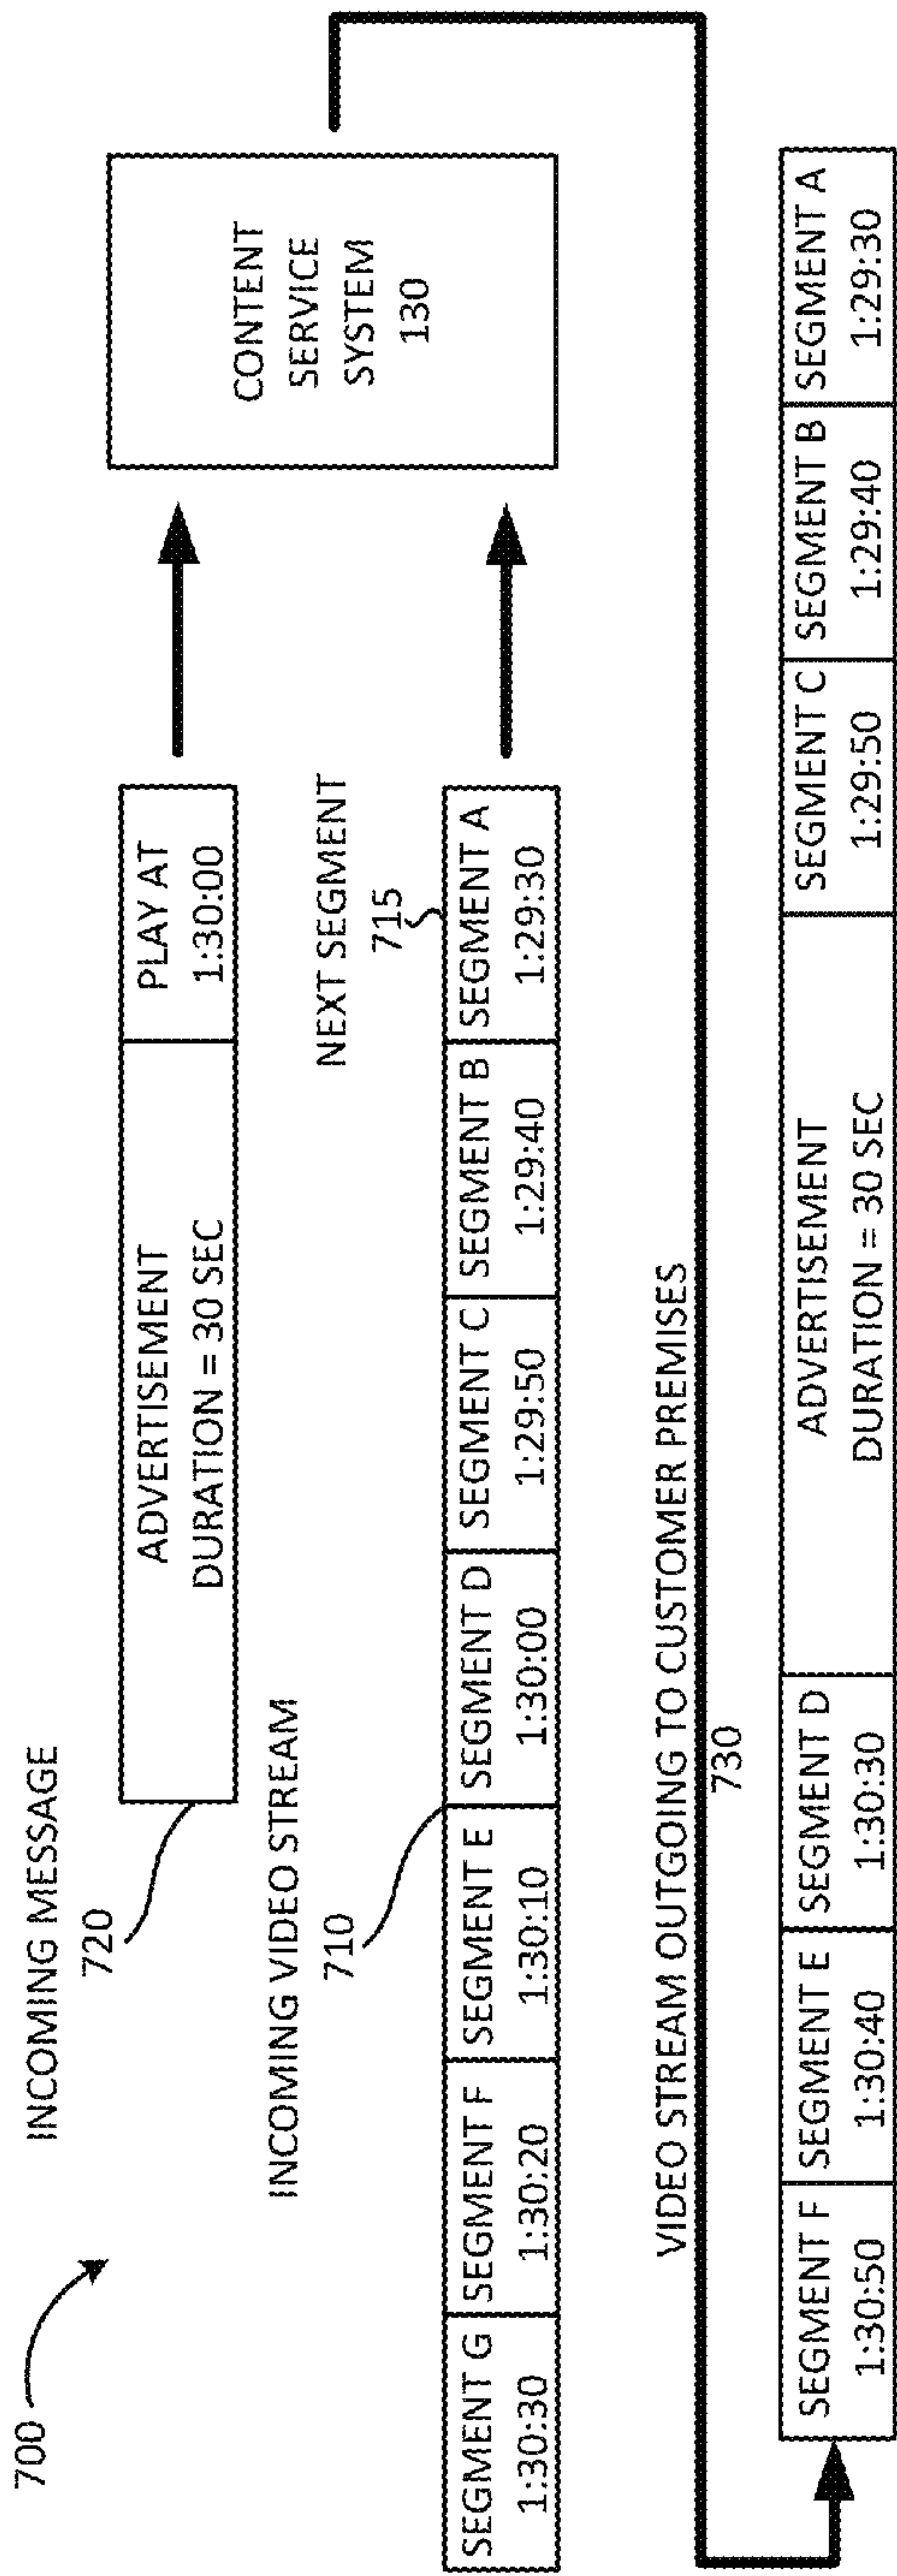 700
INCOMING MESSAGE
720
ADVERTISEMENT
DURATION = 30 SEC
PLAY AT
1:30:00
CONTENT
SERVICE
SYSTEM
130
INCOMING VIDEO STREAM
710
NEXT SEGMENT
715
SEGMENT G
1:30:30
SEGMENT F
1:30:20
SEGMENT E
1:30:10
SEGMENT D
1:30:00
SEGMENT C
1:29:50
SEGMENT B
1:29:40
SEGMENT A
1:29:30
VIDEO STREAM OUTGOING TO CUSTOMER PREMISES
730
SEGMENT F
1:30:50
SEGMENT E
1:30:40
SEGMENT D
1:30:30
ADVERTISEMENT
DURATION = 30 SEC
SEGMENT C
1:29:50
SEGMENT B
1:29:40
SEGMENT A
1:29:30